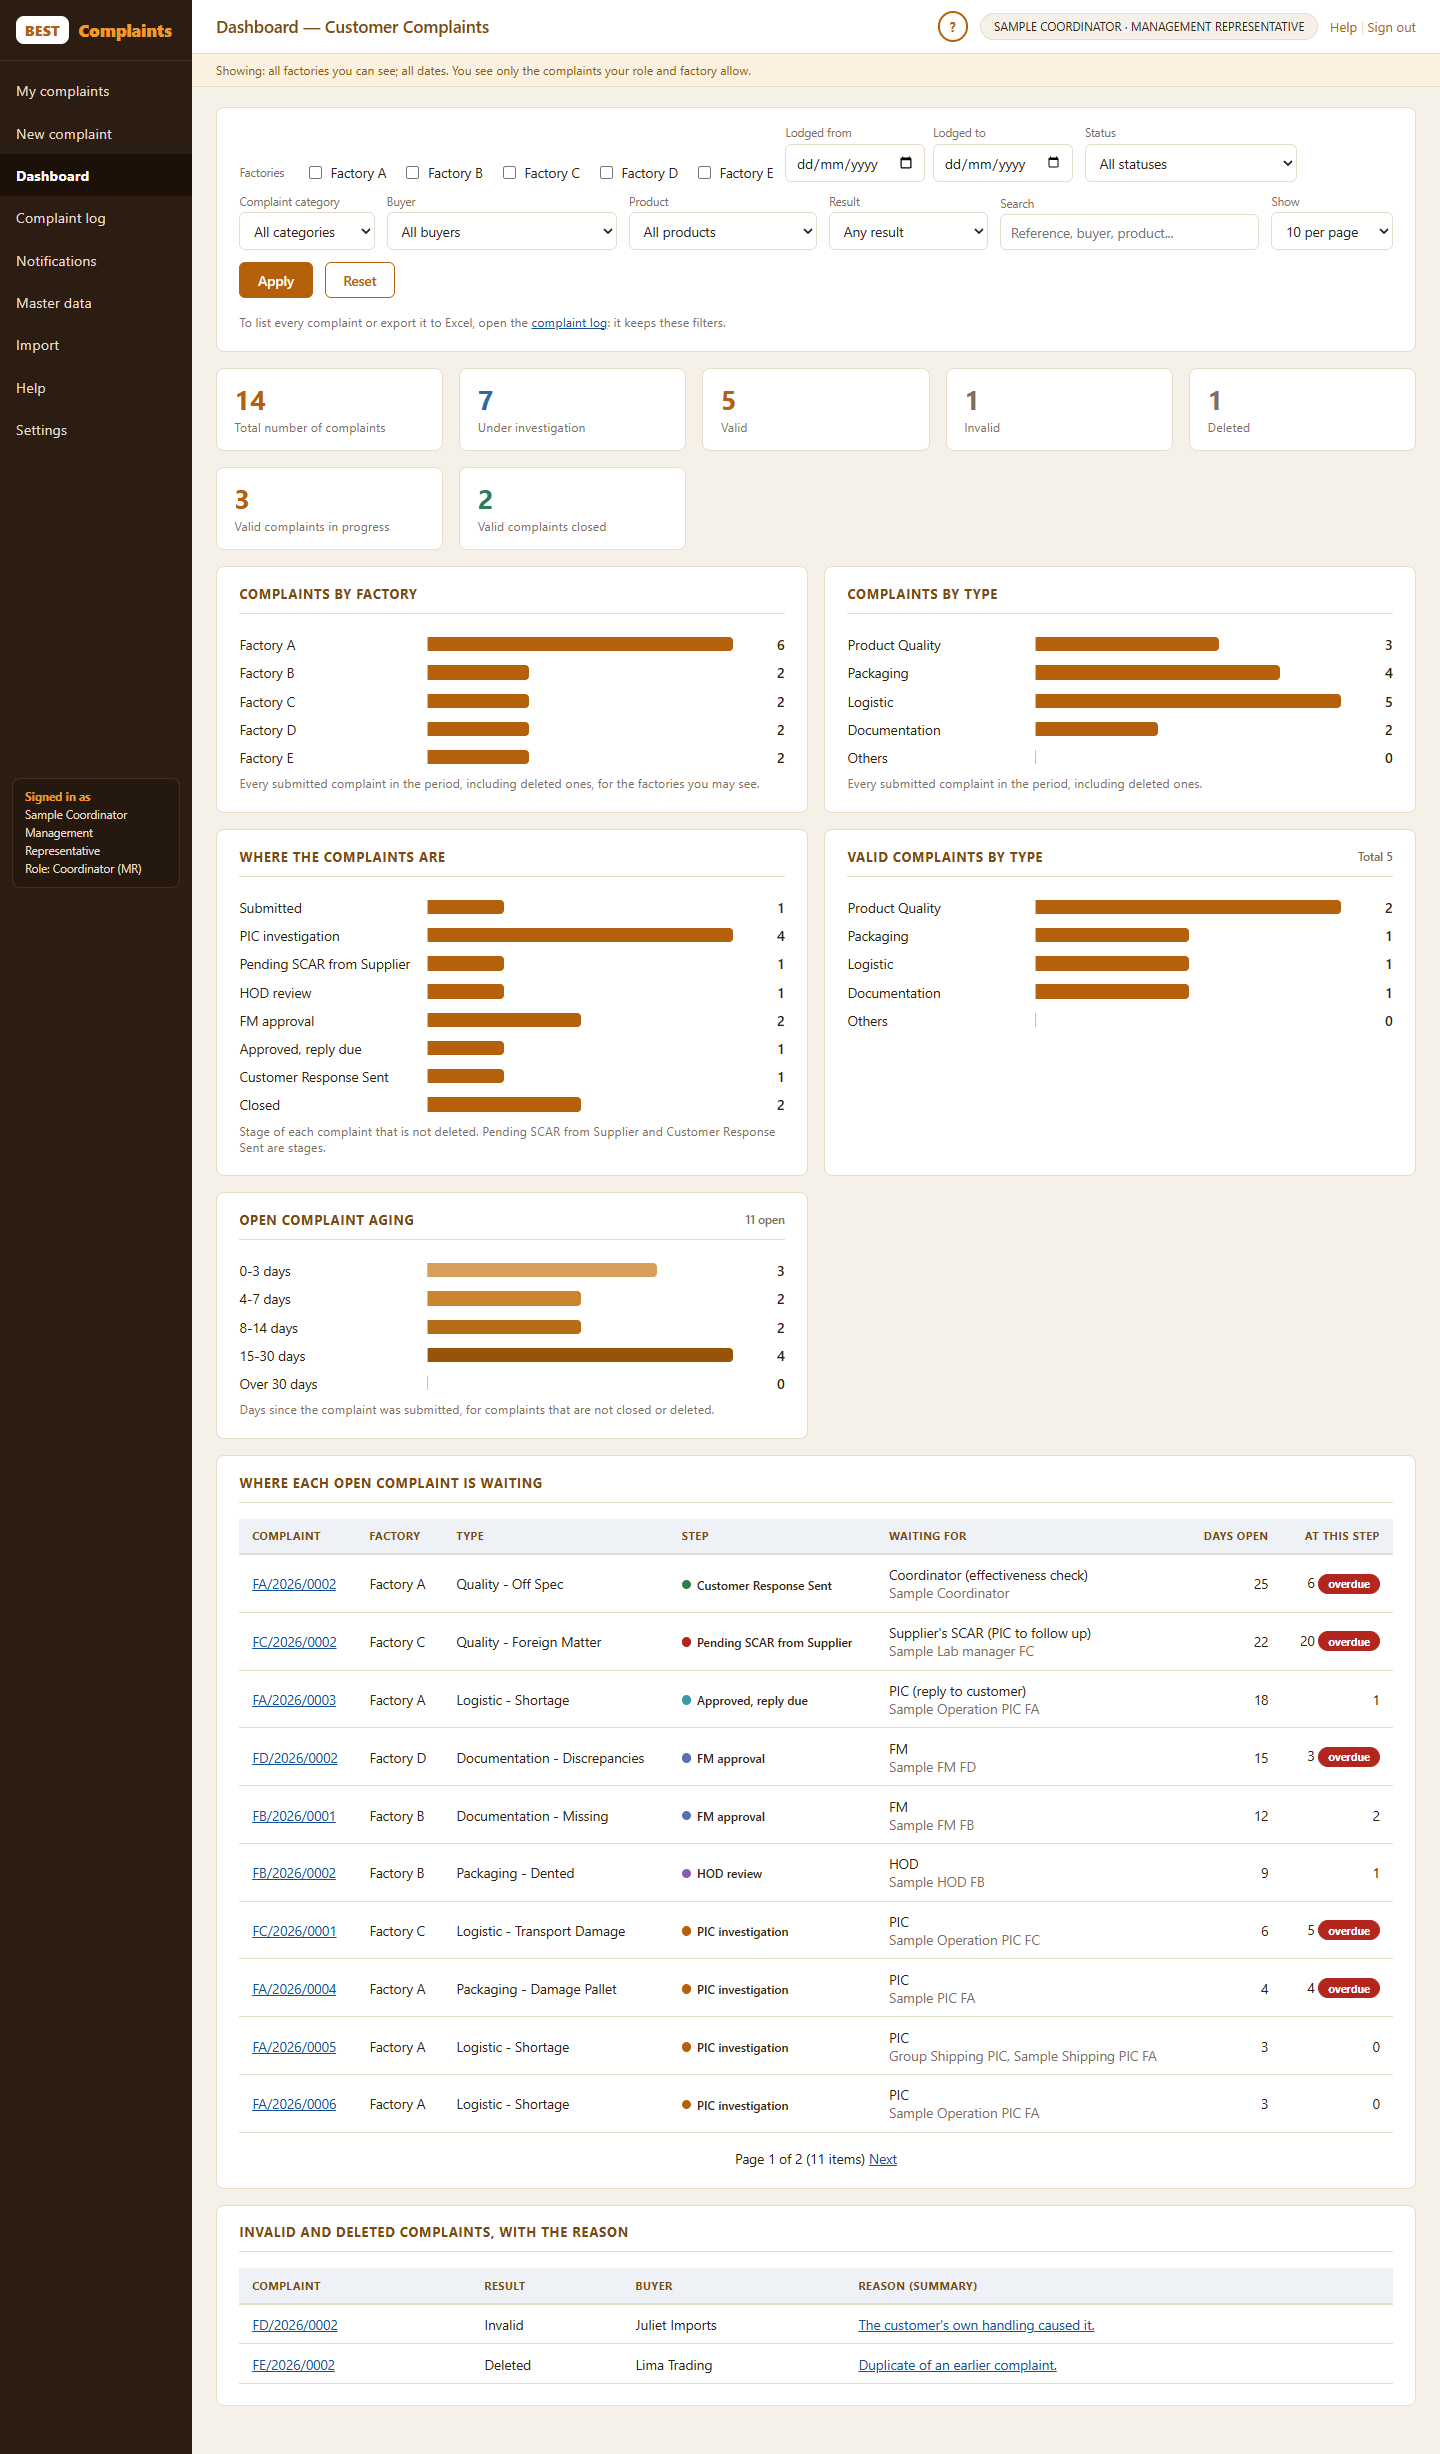 BEST Complaints
My complaints
New complaint
Dashboard
Complaint log
Notifications
Master data
Import
Help
Settings
Signed in as
Sample Coordinator
Management
Representative
Role: Coordinator (MR)
Dashboard — Customer Complaints
? SAMPLE COORDINATOR · MANAGEMENT REPRESENTATIVE Help | Sign out
Showing: all factories you can see; all dates. You see only the complaints your role and factory allow.
Lodged from Lodged to Status
Factories Factory A Factory B Factory C Factory D Factory E dd/mm/yyyy dd/mm/yyyy All statuses
Complaint category Buyer Product Result Search Show
All categories All buyers All products Any result Reference, buyer, product... 10 per page
Apply Reset
To list every complaint or export it to Excel, open the complaint log: it keeps these filters.
14 7 5 1 1
Total number of complaints Under investigation Valid Invalid Deleted
3 2
Valid complaints in progress Valid complaints closed
COMPLAINTS BY FACTORY
Factory A 6
Factory B 2
Factory C 2
Factory D 2
Factory E 2
Every submitted complaint in the period, including deleted ones, for the factories you may see.
COMPLAINTS BY TYPE
Product Quality 3
Packaging 4
Logistic 5
Documentation 2
Others 0
Every submitted complaint in the period, including deleted ones.
WHERE THE COMPLAINTS ARE
Submitted 1
PIC investigation 4
Pending SCAR from Supplier 1
HOD review 1
FM approval 2
Approved, reply due 1
Customer Response Sent 1
Closed 2
Stage of each complaint that is not deleted. Pending SCAR from Supplier and Customer Response
Sent are stages.
VALID COMPLAINTS BY TYPE Total 5
Product Quality 2
Packaging 1
Logistic 1
Documentation 1
Others 0
OPEN COMPLAINT AGING 11 open
0-3 days 3
4-7 days 2
8-14 days 2
15-30 days 4
Over 30 days 0
Days since the complaint was submitted, for complaints that are not closed or deleted.
WHERE EACH OPEN COMPLAINT IS WAITING
COMPLAINT FACTORY TYPE STEP WAITING FOR DAYS OPEN AT THIS STEP
FA/2026/0002 Factory A Quality - Off Spec Customer Response Sent Coordinator (effectiveness check) 25 6 overdue
Sample Coordinator
FC/2026/0002 Factory C Quality - Foreign Matter Pending SCAR from Supplier Supplier's SCAR (PIC to follow up) 22 20 overdue
Sample Lab manager FC
FA/2026/0003 Factory A Logistic - Shortage Approved, reply due PIC (reply to customer) 18 1
Sample Operation PIC FA
FD/2026/0002 Factory D Documentation - Discrepancies FM approval FM 15 3 overdue
Sample FM FD
FB/2026/0001 Factory B Documentation - Missing FM approval FM 12 2
Sample FM FB
FB/2026/0002 Factory B Packaging - Dented HOD review HOD 9 1
Sample HOD FB
FC/2026/0001 Factory C Logistic - Transport Damage PIC investigation PIC 6 5 overdue
Sample Operation PIC FC
FA/2026/0004 Factory A Packaging - Damage Pallet PIC investigation PIC 4 4 overdue
Sample PIC FA
FA/2026/0005 Factory A Logistic - Shortage PIC investigation PIC 3 0
Group Shipping PIC, Sample Shipping PIC FA
FA/2026/0006 Factory A Logistic - Shortage PIC investigation PIC 3 0
Sample Operation PIC FA
Page 1 of 2 (11 items) Next
INVALID AND DELETED COMPLAINTS, WITH THE REASON
COMPLAINT RESULT BUYER REASON (SUMMARY)
FD/2026/0002 Invalid Juliet Imports The customer's own handling caused it.
FE/2026/0002 Deleted Lima Trading Duplicate of an earlier complaint.